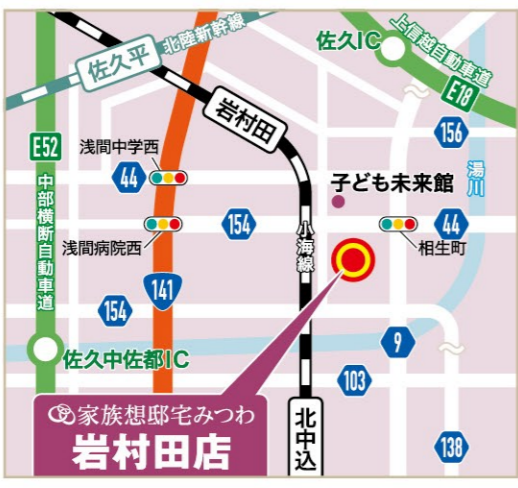 佐久平
北陸新幹線
佐久IC
上信越自動車道
E18
岩村田
156
E52
浅間中学西
44
湯川
子ども未来館
中部横断自動車道
154
小海線
44
浅間病院西
相生町
141
154
9
佐久中佐都IC
103
家族想邸宅みつわ
岩村田店
北中込
138